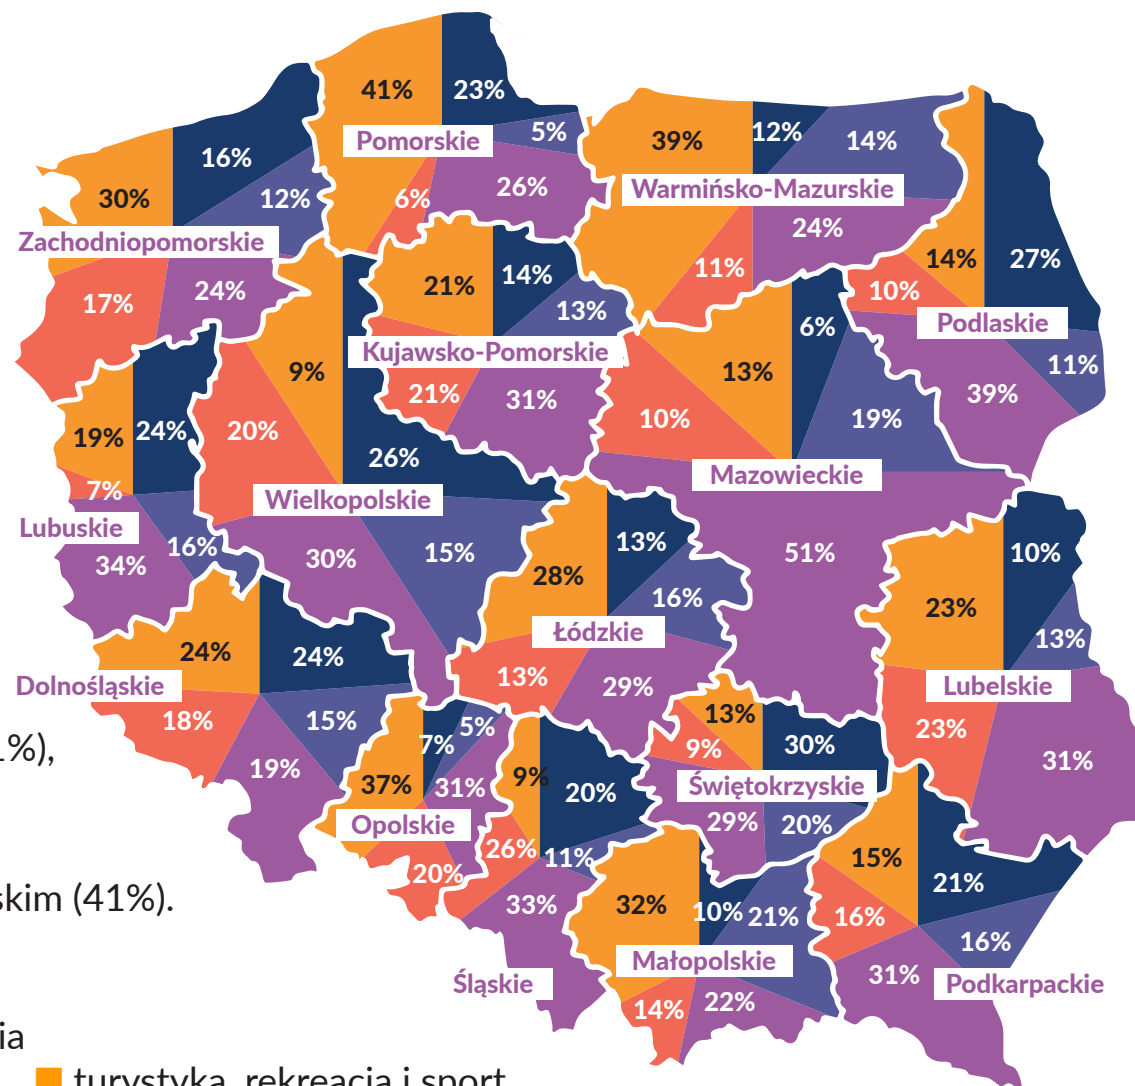 41% 23%
Pomorskie 5%
6% 26%
39% 12% 14%
Warmińsko-Mazurskie
11% 24%
16%
30% 12%
Zachodniopomorskie
17% 24%
14% 27%
10%
Podlaskie
39% 11%
21% 14%
13%
Kujawsko-Pomorskie
21% 31%
9%
20% 26%
Wielkopolskie
30% 15%
13% 6%
10% 19%
Mazowieckie
51%
19% 24%
7%
Lubuskie
34% 16%
13%
28% 16%
Łódzkie
13% 29%
10%
23% 13%
Lubelskie
23% 31%
24% 24%
Dolnośląskie
18% 15%
19%
7% 5%
37% 31%
Opolskie
20%
9% 20%
26% 11%
33%
Śląskie
13% 30%
9%
Świętokrzyskie
29% 20%
32% 10% 21%
Małopolskie
14% 22%
15% 21%
16% 16%
31% Podkarpackie
1%),
skim (41%).
ia
turystyka, rekreacja i sport